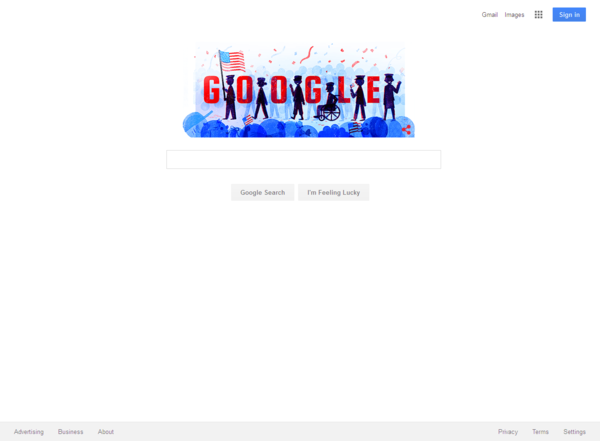 Gmail Images Sign in
GOOGLE
Google Search I'm Feeling Lucky
Advertising Business About Privacy Terms Settings